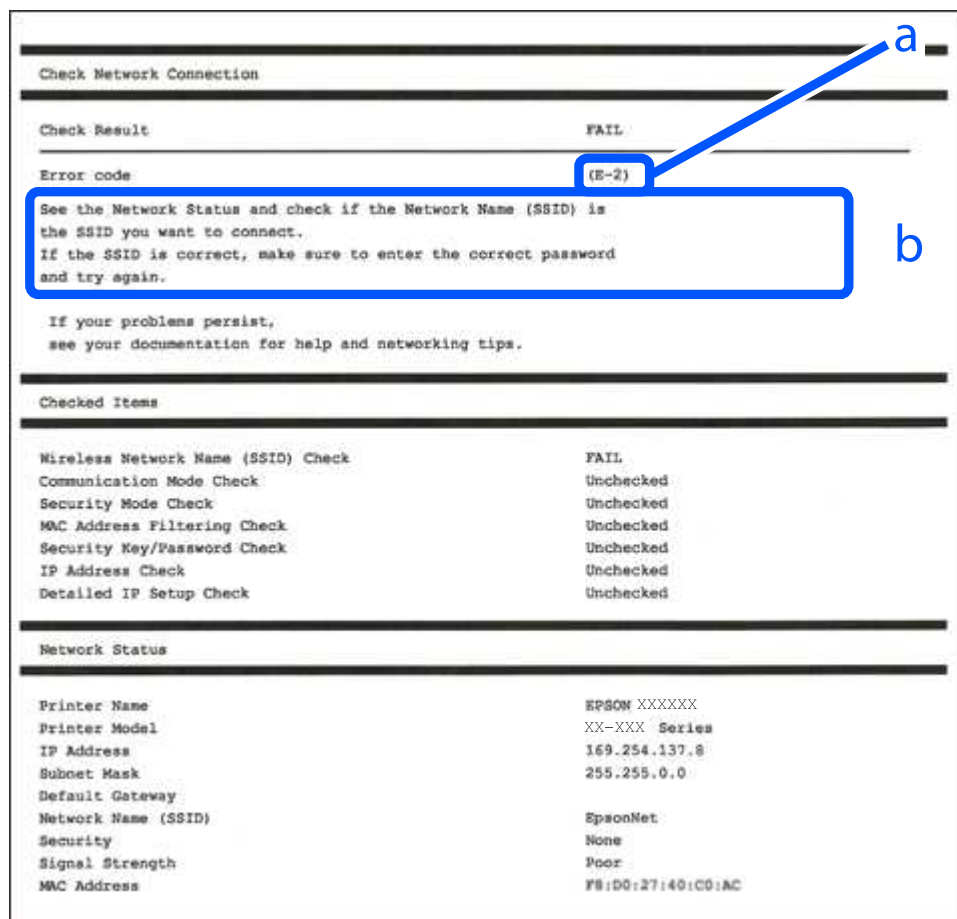 a
Check Network Connection
Check Result FAIL
Error code (E-2)
See the Network Status and check if the Network Name (SSID) is
the SSID you want to connect.
If the SSID is correct, make sure to enter the correct password
and try again.
b
If your problems persist,
see your documentation for help and networking tips.
Checked Items
Wireless Network Name (SSID) Check FAIL
Communication Mode Check Unchecked
Security Mode Check Unchecked
MAC Address Filtering Check Unchecked
Security Key/Password Check Unchecked
IP Address Check Unchecked
Detailed IP Setup Check Unchecked
Network Status
Printer Name EPSON XXXXXX
Printer Model XX-XXX Series
IP Address 169.254.137.8
Subnet Mask 255.255.0.0
Default Gateway
Network Name (SSID) EpsonNet
Security None
Signal Strength Poor
MAC Address F8:D0:27:40:C0:AC